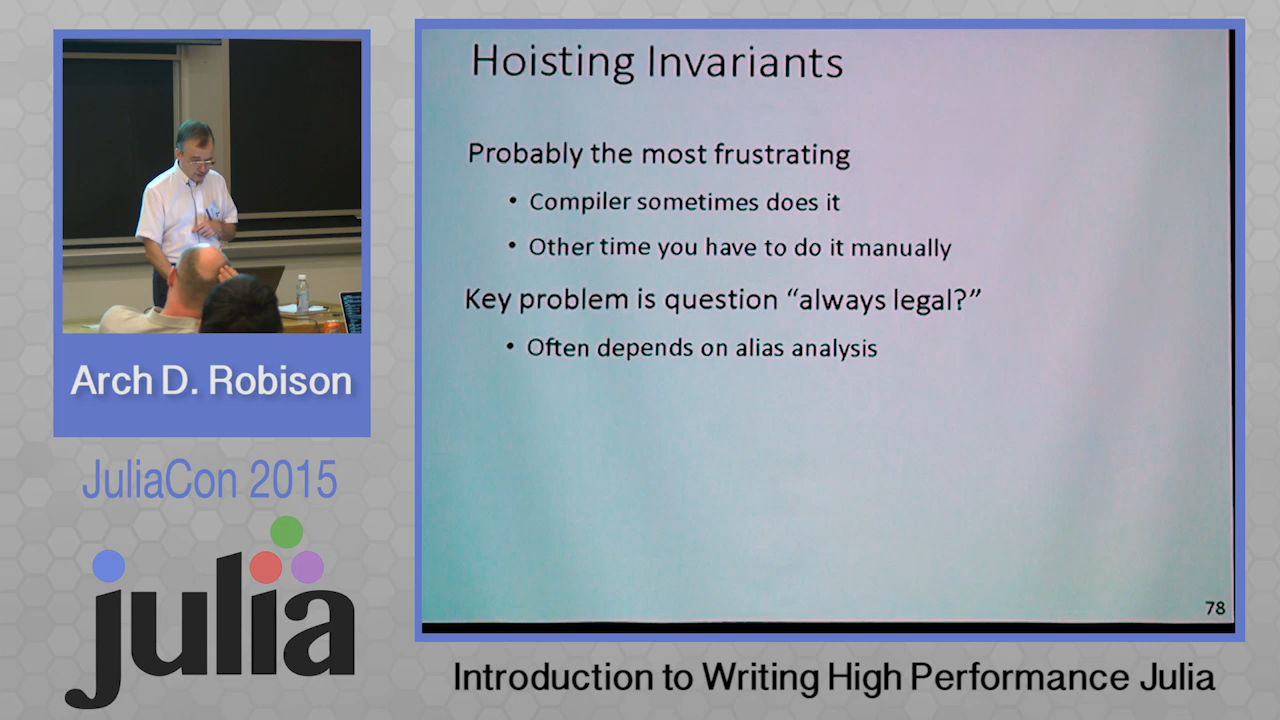 Hoisting Invariants
Probably the most frustrating
• Compiler sometimes does it
• Other time you have to do it manually
Key problem is question “always legal?”
• Often depends on alias analysis
78
Arch D. Robison
JuliaCon 2015
julia
Introduction to Writing High Performance Julia